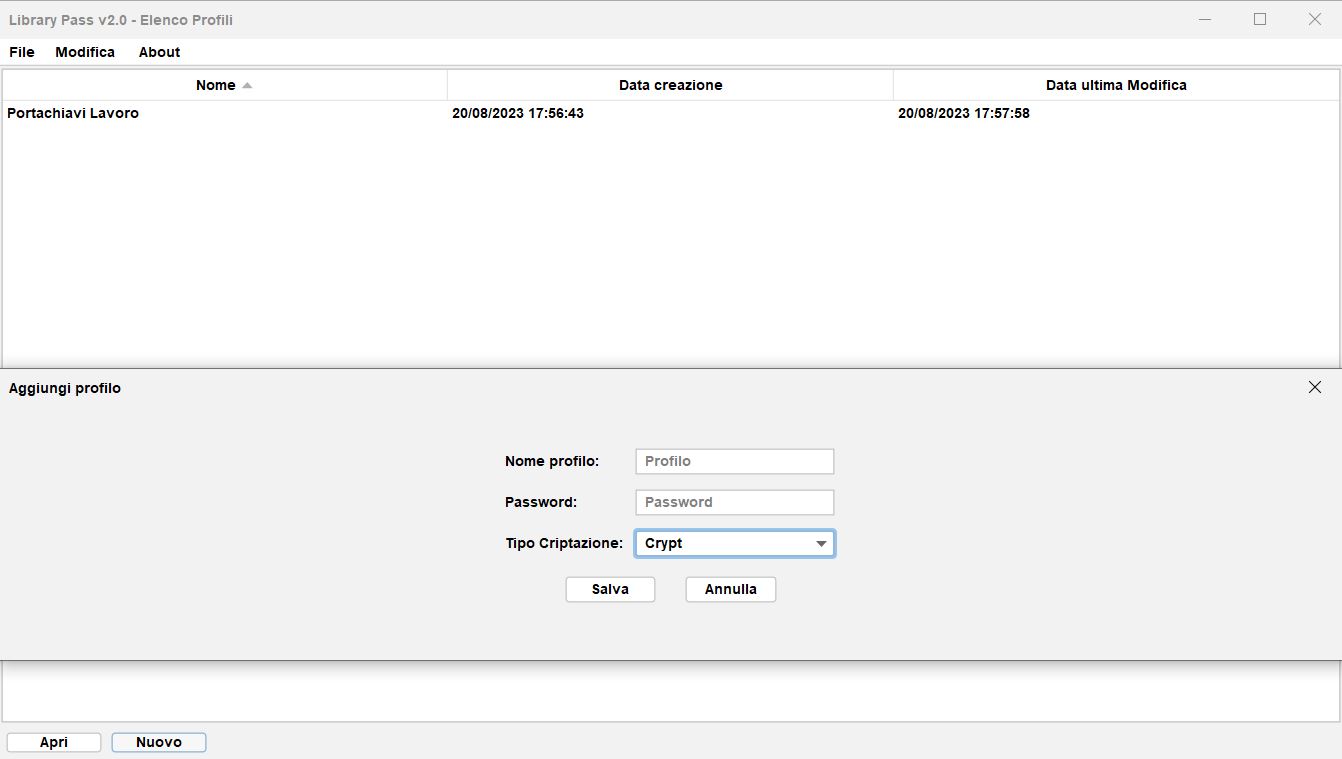 Library Pass v2.0 - Elenco Profili
File Modifica About
Nome Data creazione Data ultima Modifica
Portachiavi Lavoro 20/08/2023 17:56:43 20/08/2023 17:57:58
Aggiungi profilo
Nome profilo: Profilo
Password: Password
Tipo Criptazione: Crypt
Salva Annulla
Apri Nuovo